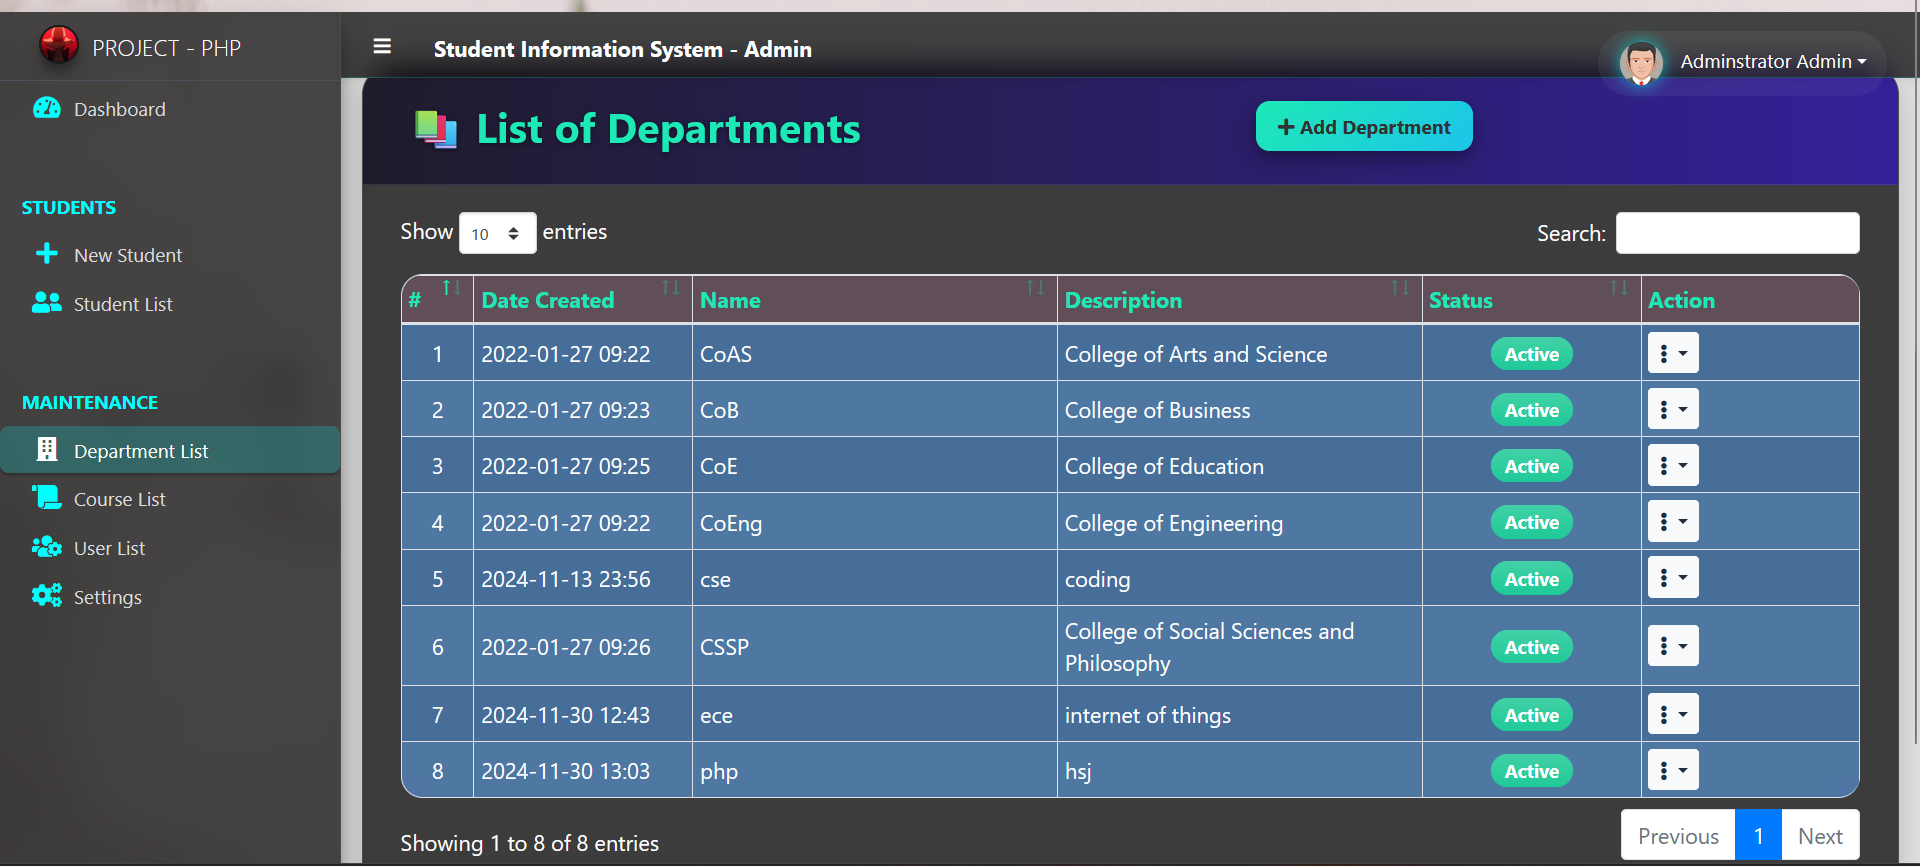 PROJECT - PHP
Student Information System - Admin
Adminstrator Admin
Dashboard
STUDENTS
New Student
Student List
MAINTENANCE
Department List
Course List
User List
Settings
List of Departments
Add Department
Show 10 entries
Search:
# Date Created Name Description Status Action
1 2022-01-27 09:22 CoAS College of Arts and Science Active
2 2022-01-27 09:23 CoB College of Business Active
3 2022-01-27 09:25 CoE College of Education Active
4 2022-01-27 09:22 CoEng College of Engineering Active
5 2024-11-13 23:56 cse coding Active
6 2022-01-27 09:26 CSSP College of Social Sciences and
Philosophy Active
7 2024-11-30 12:43 ece internet of things Active
8 2024-11-30 13:03 php hsj Active
Showing 1 to 8 of 8 entries
Previous 1 Next